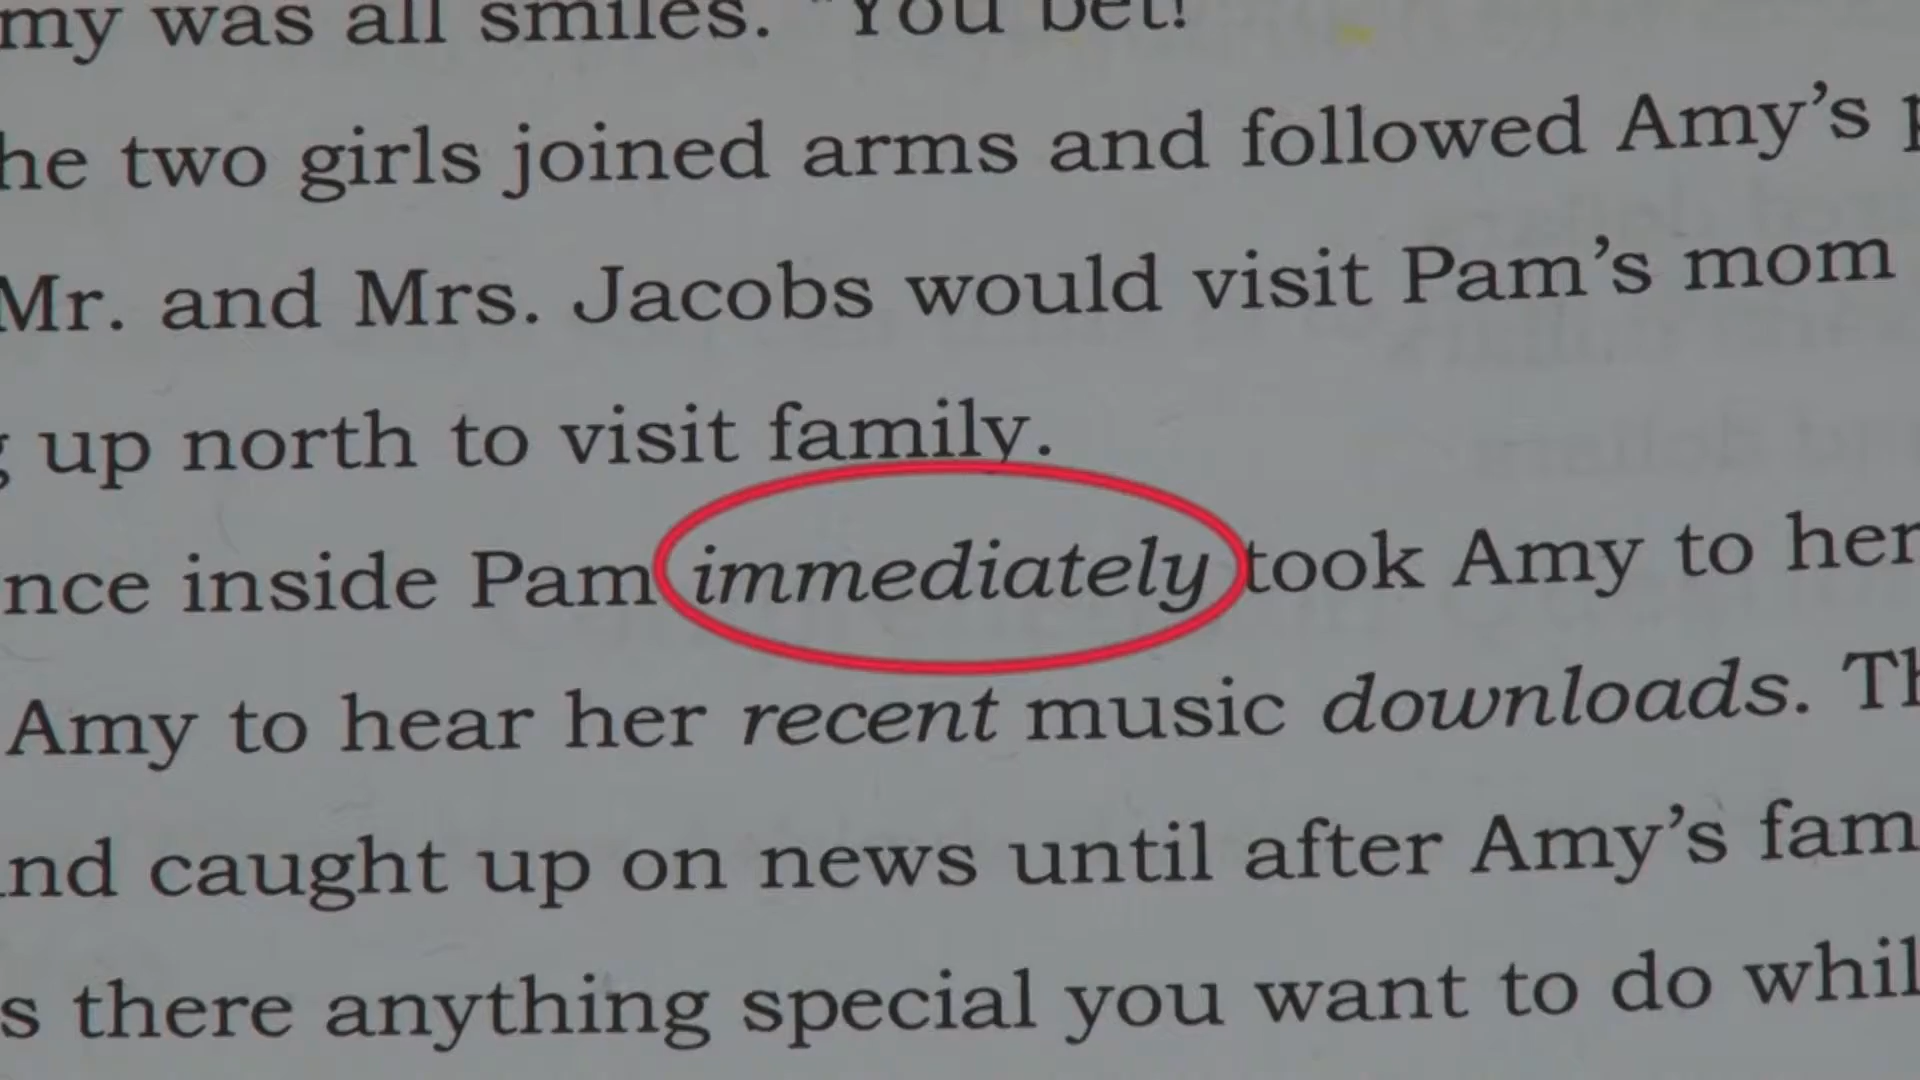 my was all smiles. "You bet!
he two girls joined arms and followed Amy's
Mr. and Mrs. Jacobs would visit Pam's mom
up north to visit family.
nce inside Pam immediately took Amy to her
Amy to hear her recent music downloads. Th
nd caught up on news until after Amy's fam
s there anything special you want to do whil